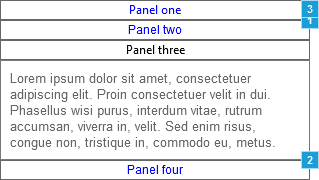 Panel one
3
1
Panel two
Panel three
Lorem ipsum dolor sit amet, consectetuer
adipiscing elit. Proin consectetuer velit in dui.
Phasellus wisi purus, interdum vitae, rutrum
accumsan, viverra in, velit. Sed enim risus,
congue non, tristique in, commodo eu, metus.
2
Panel four